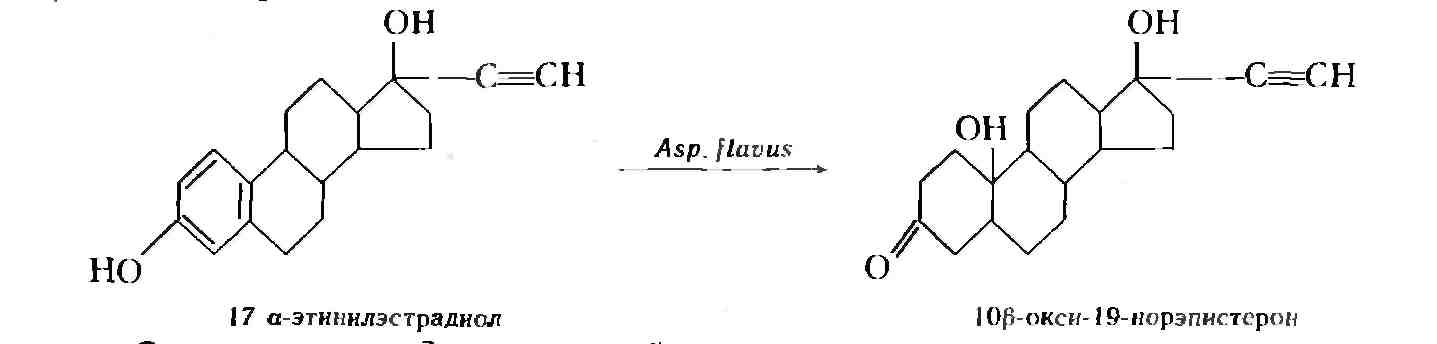 OH
OH
C≡CH
C≡CH
OH
Asp. flavus
HO
O
17 α-этинилэстрадиол
10β-окси-19-норэпистерон